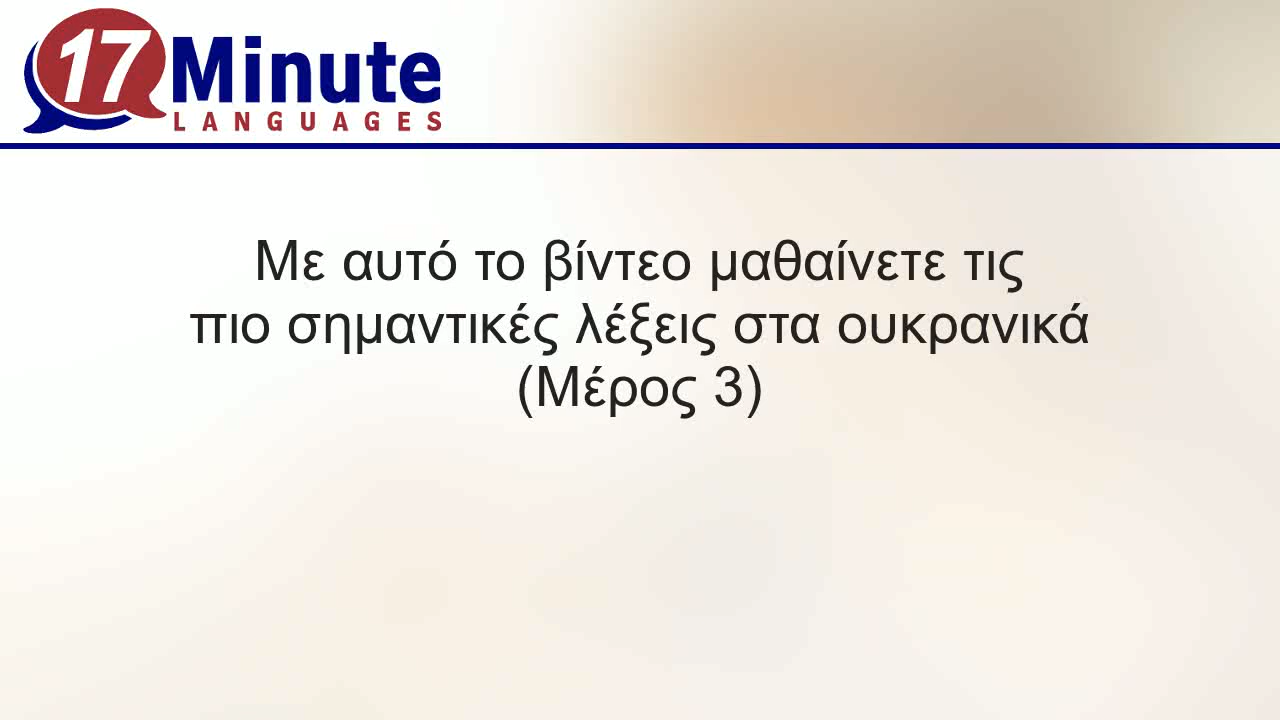 17 Minute
LANGUAGES
Με αυτό το βίντεο μαθαίνετε τις
πιο σημαντικές λέξεις στα ουκρανικά
(Μέρος 3)